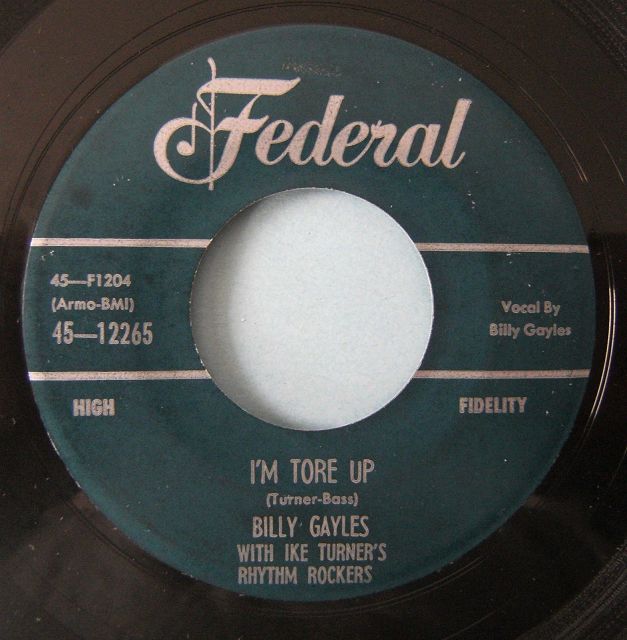 Federal
45—F1204
(Armo-BMI)
45—12265
Vocal By
Billy Gayles
HIGH
FIDELITY
I'M TORE UP
(Turner-Bass)
BILLY GAYLES
WITH IKE TURNER'S
RHYTHM ROCKERS